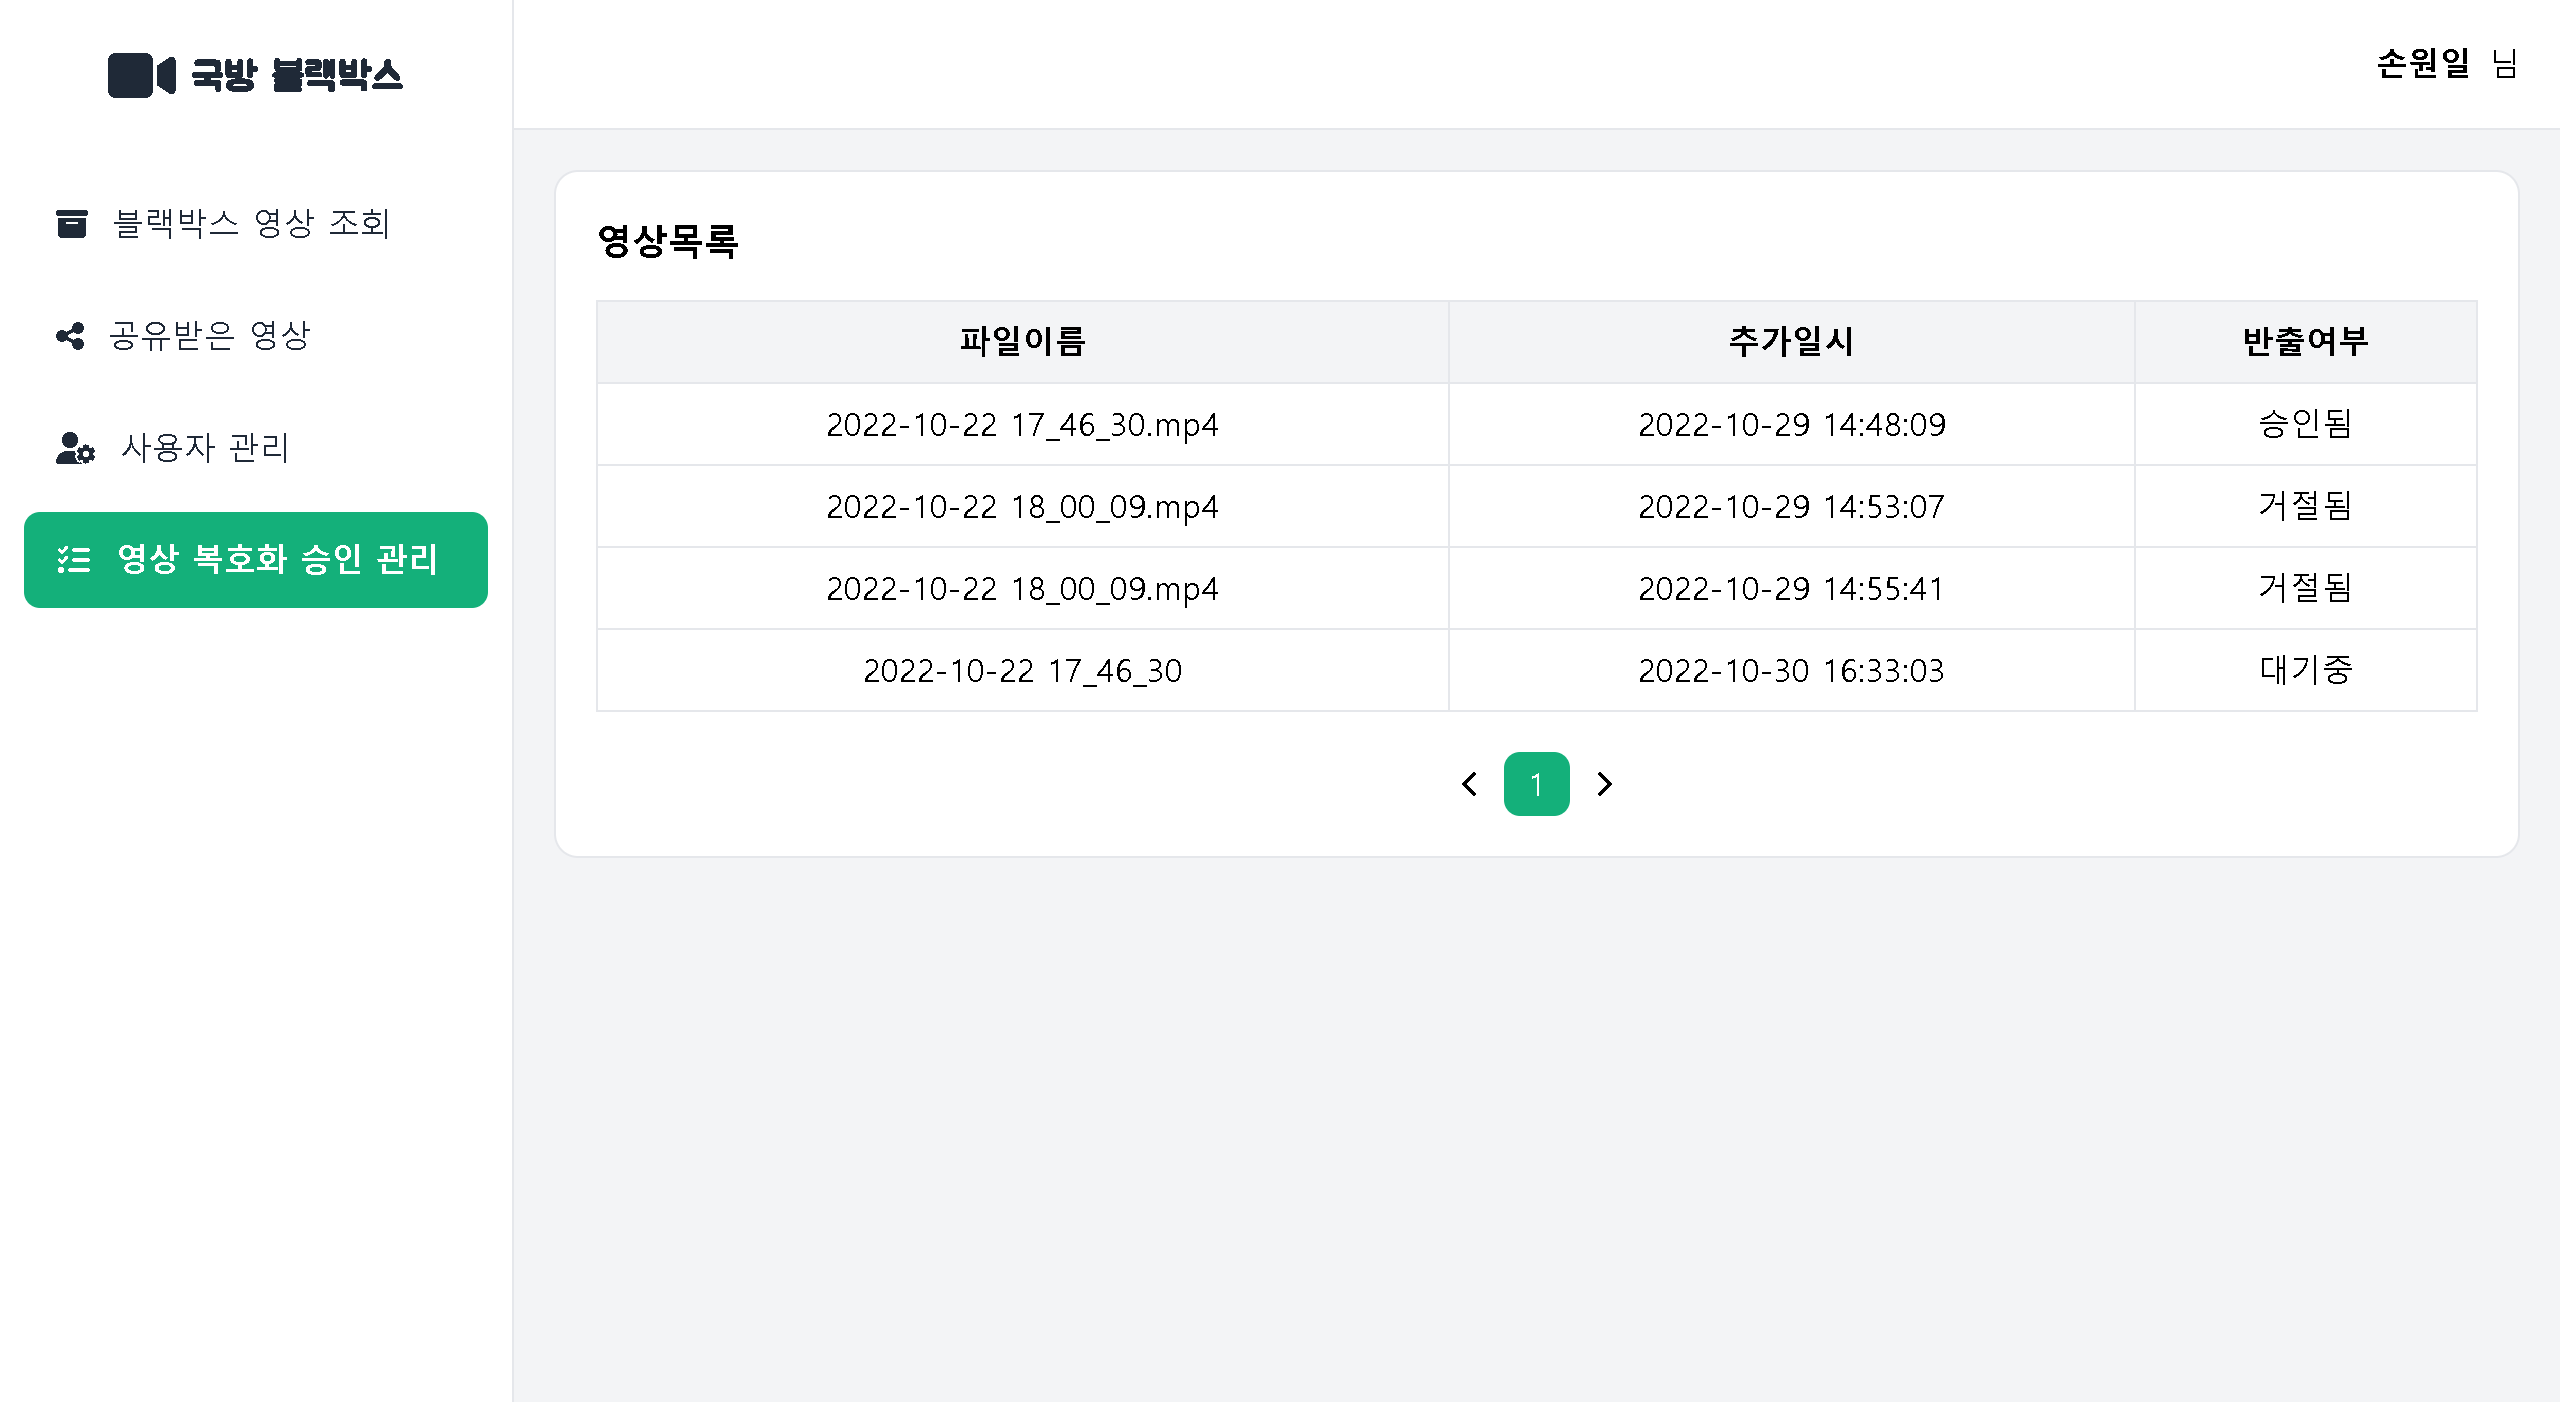 국방 블랙박스
손원일 님
블랙박스 영상 조회
공유받은 영상
사용자 관리
영상 복호화 승인 관리
영상목록
파일이름 추가일시 반출여부
2022-10-22 17_46_30.mp4 2022-10-29 14:48:09 승인됨
2022-10-22 18_00_09.mp4 2022-10-29 14:53:07 거절됨
2022-10-22 18_00_09.mp4 2022-10-29 14:55:41 거절됨
2022-10-22 17_46_30 2022-10-30 16:33:03 대기중
1